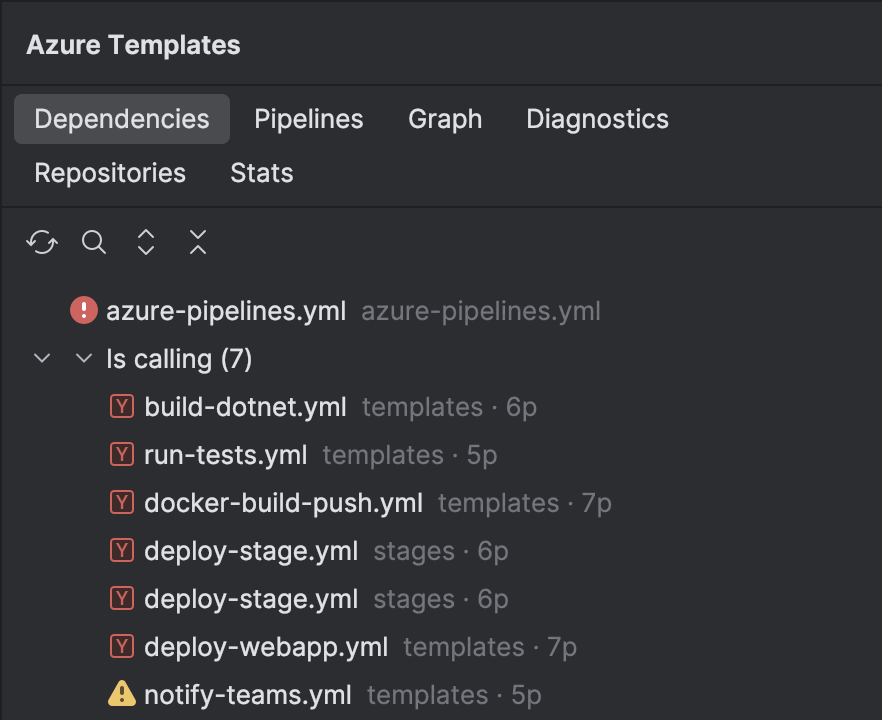 Azure Templates
Dependencies Pipelines Graph Diagnostics
Repositories Stats
azure-pipelines.yml azure-pipelines.yml
Is calling (7)
Y build-dotnet.yml templates · 6p
Y run-tests.yml templates · 5p
Y docker-build-push.yml templates · 7p
Y deploy-stage.yml stages · 6p
Y deploy-stage.yml stages · 6p
Y deploy-webapp.yml templates · 7p
notify-teams.yml templates · 5p